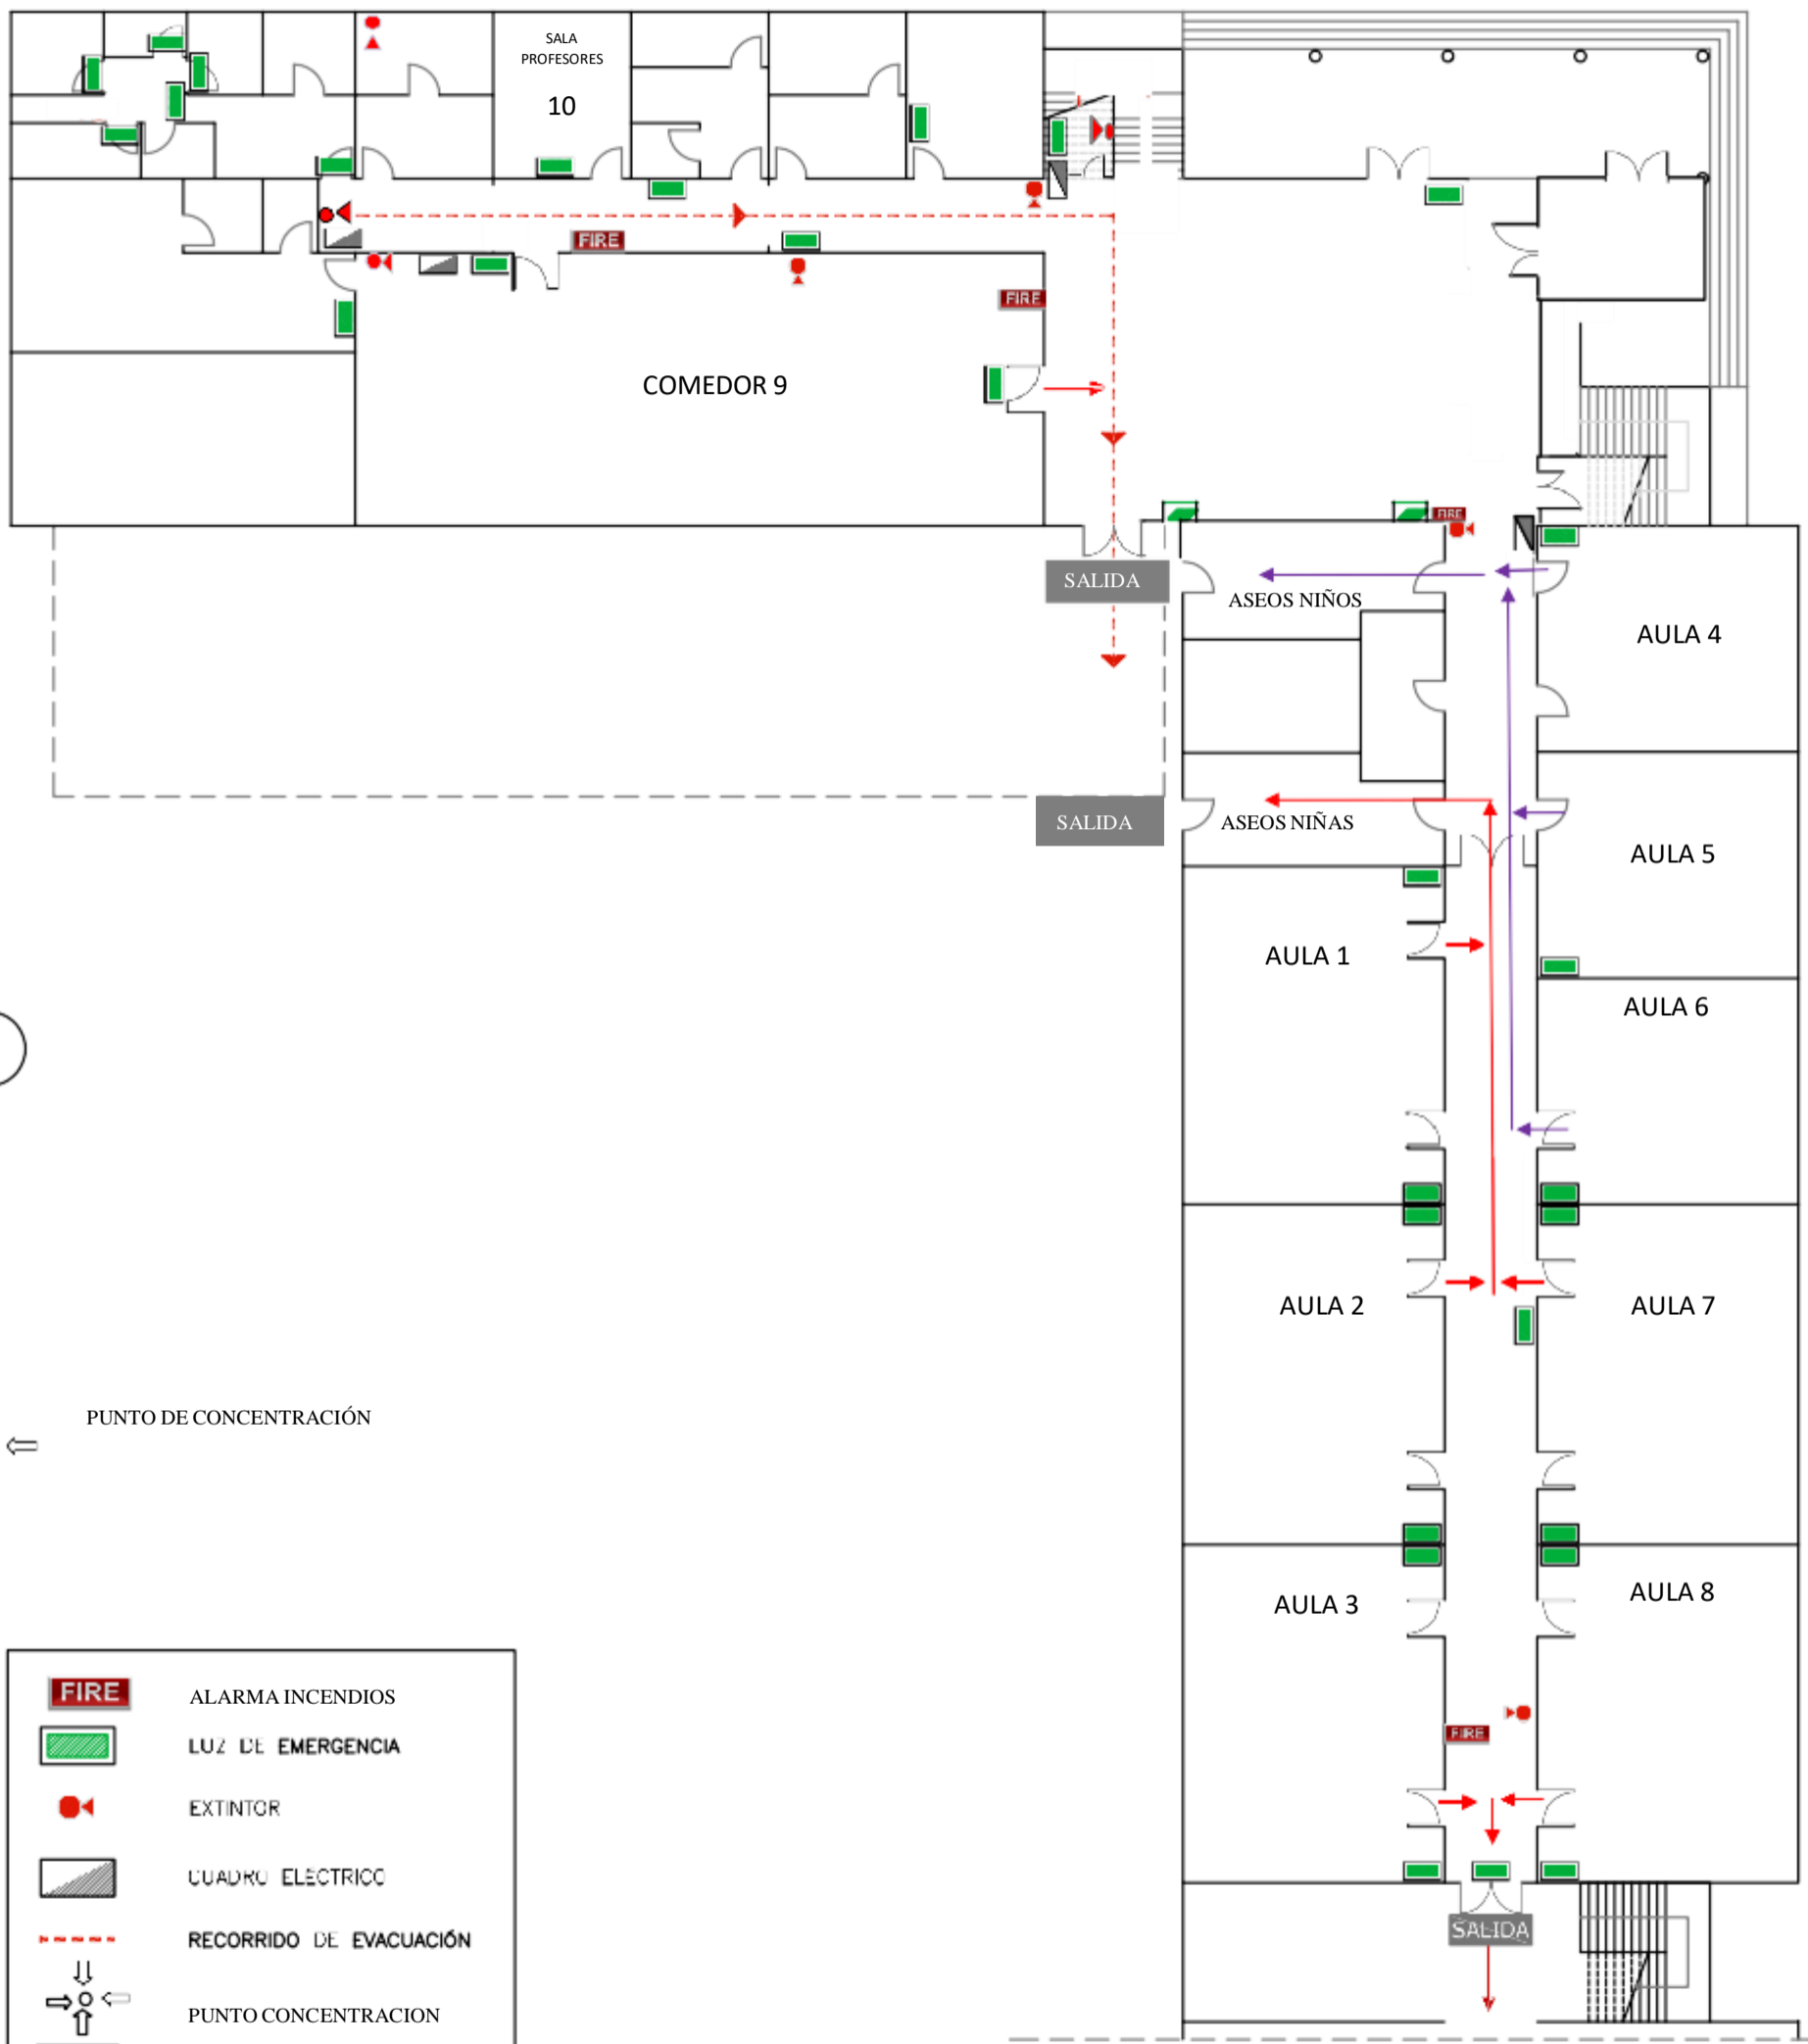 SALA
PROFESORES
10
FIRE
FIRE
COMEDOR 9
FIRE
SALIDA
ASEOS NIÑOS
AULA 4
SALIDA
ASEOS NIÑAS
AULA 5
AULA 1
AULA 6
AULA 2
AULA 7
PUNTO DE CONCENTRACIÓN
AULA 3
AULA 8
FIRE
SALIDA
FIRE
ALARMA INCENDIOS
LUZ DE EMERGENCIA
EXTINTOR
CUADRO ELECTRICO
RECORRIDO DE EVACUACIÓN
PUNTO CONCENTRACION